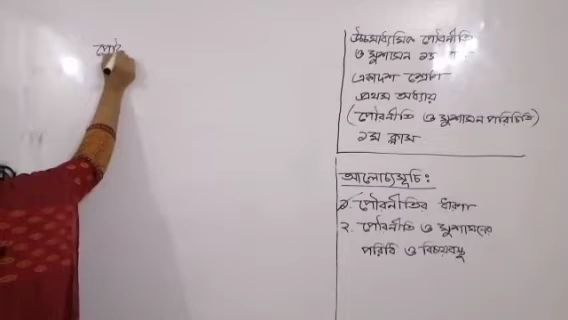 পৌ
উচ্চমাধ্যমিক পৌরনীতি
ও সুশাসন ১ম
একাদশ শ্রেণী
প্রথম অধ্যায়
(পৌরনীতি ও সুশাসন পরিচিতি)
১ম ক্লাস
আলোচ্যসূচি:
১. পৌরনীতির ধারণা
২. পৌরনীতি ও সুশাসনের
পরিধি ও বিষয়বস্তু